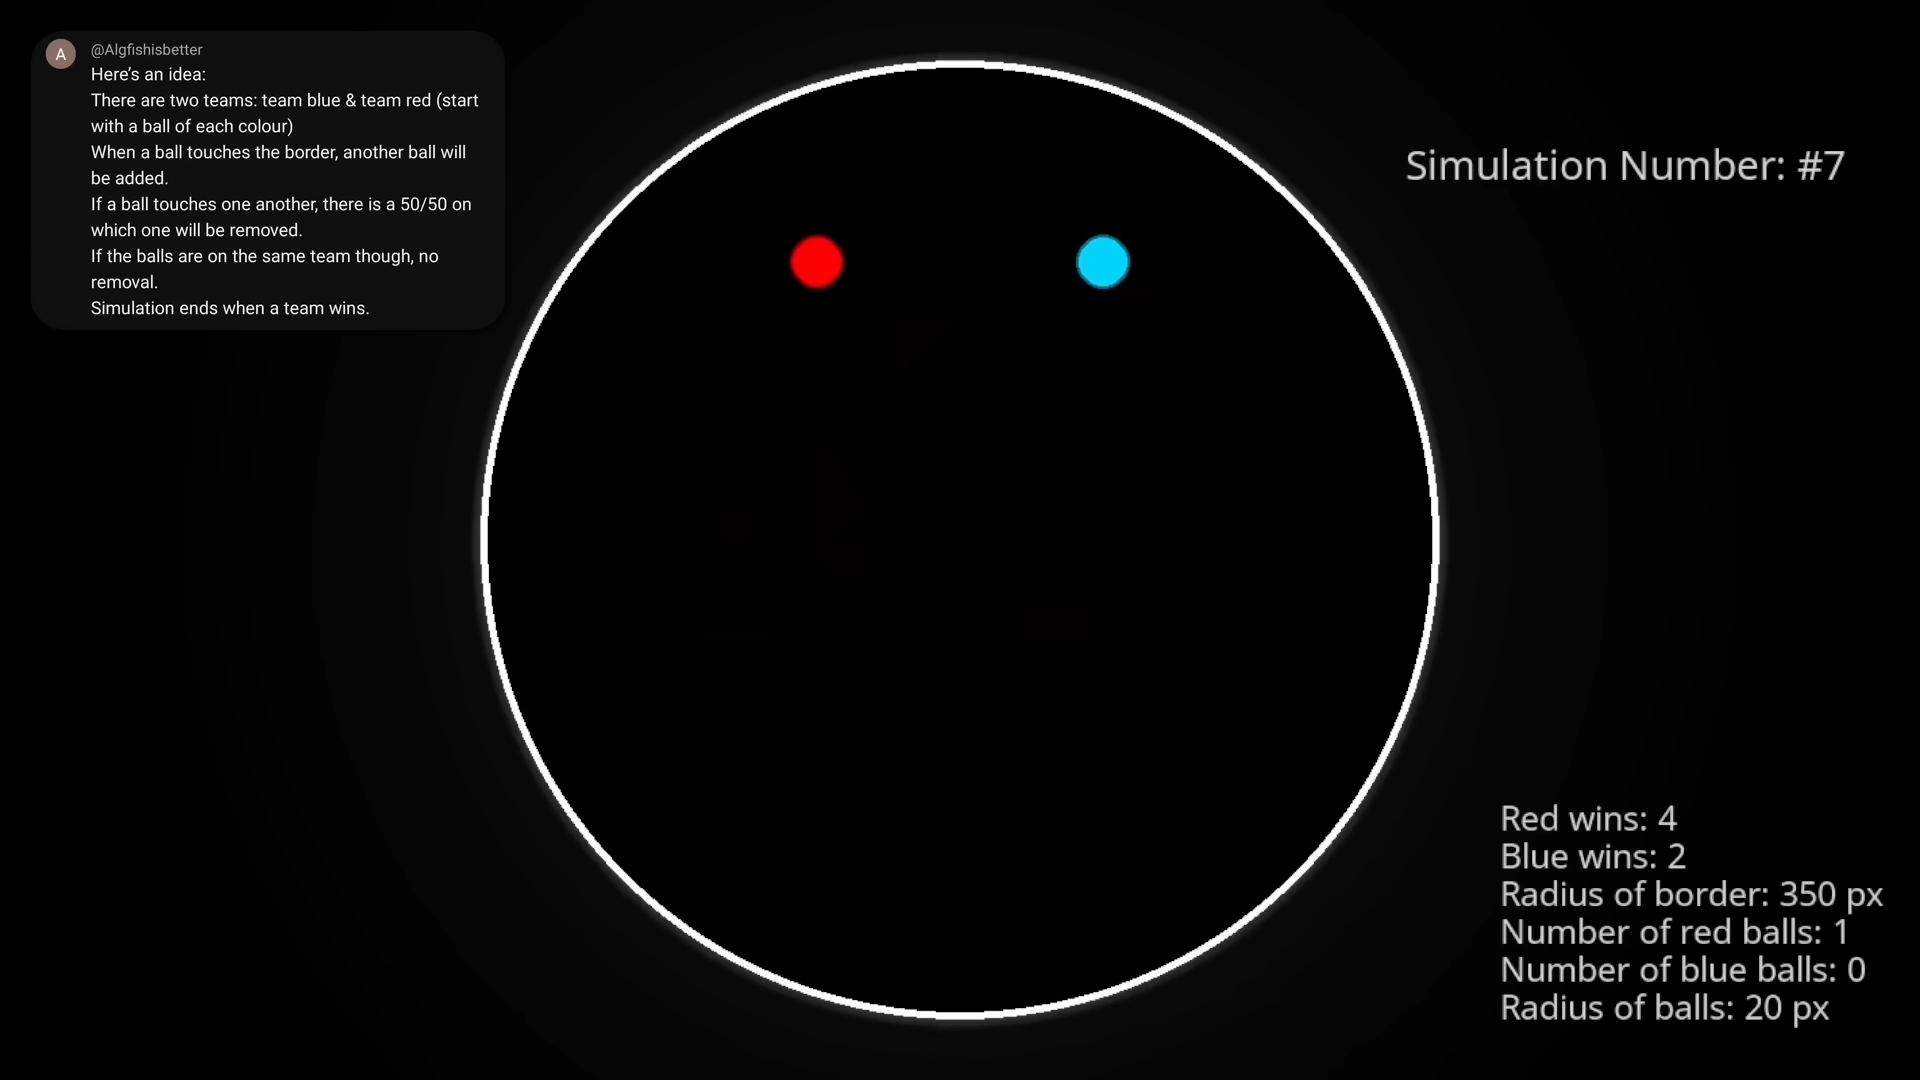 A
@Algfishisbetter
Here’s an idea:
There are two teams: team blue & team red (start
with a ball of each colour)
When a ball touches the border, another ball will
be added.
If a ball touches one another, there is a 50/50 on
which one will be removed.
If the balls are on the same team though, no
removal.
Simulation ends when a team wins.
Simulation Number: #7
Red wins: 4
Blue wins: 2
Radius of border: 350 px
Number of red balls: 1
Number of blue balls: 0
Radius of balls: 20 px